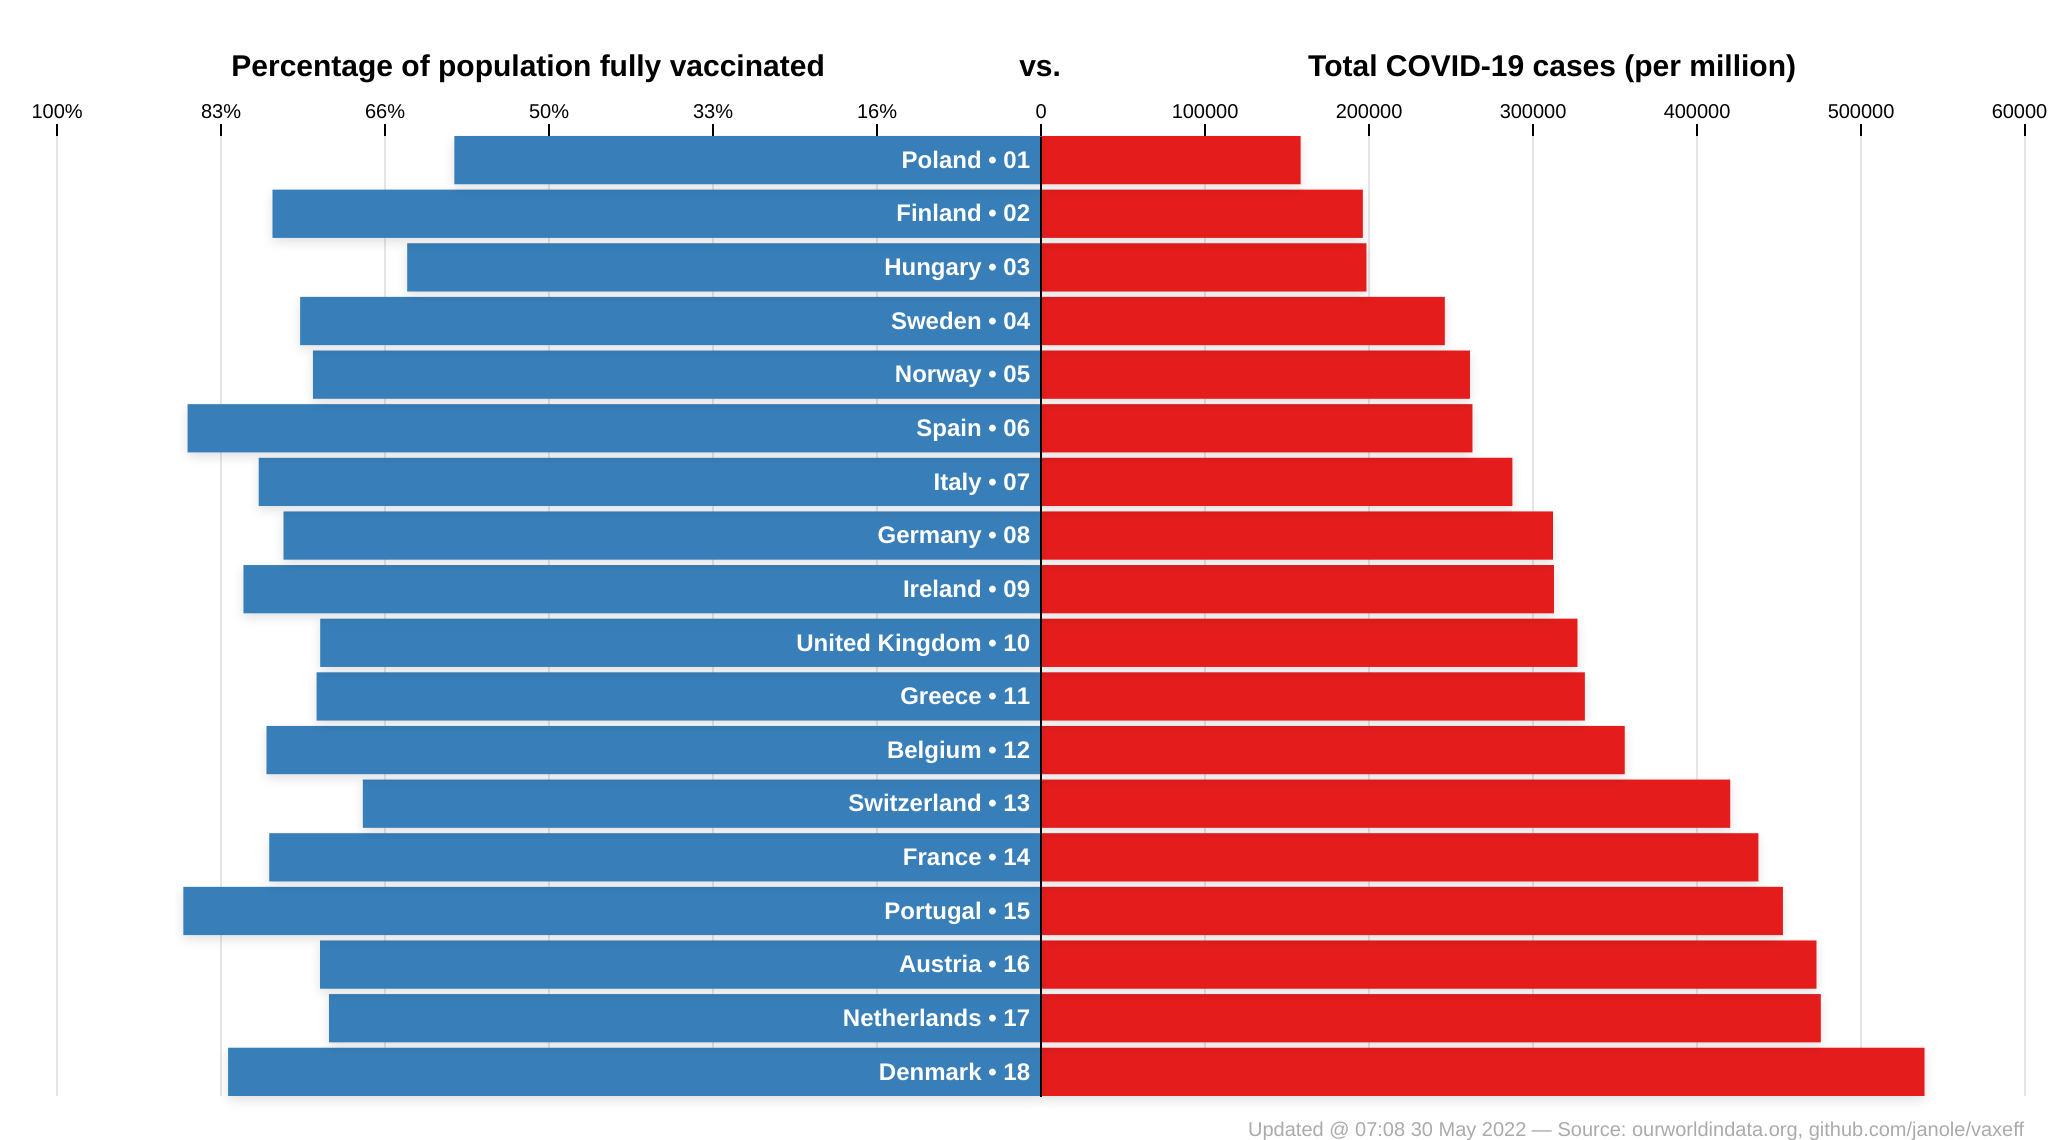 Percentage of population fully vaccinated vs. Total COVID-19 cases (per million)
100% 83% 66% 50% 33% 16% 0 100000 200000 300000 400000 500000 60000
Poland • 01
Finland • 02
Hungary • 03
Sweden • 04
Norway • 05
Spain • 06
Italy • 07
Germany • 08
Ireland • 09
United Kingdom • 10
Greece • 11
Belgium • 12
Switzerland • 13
France • 14
Portugal • 15
Austria • 16
Netherlands • 17
Denmark • 18
Updated @ 07:08 30 May 2022 — Source: ourworldindata.org, github.com/janole/vaxeff